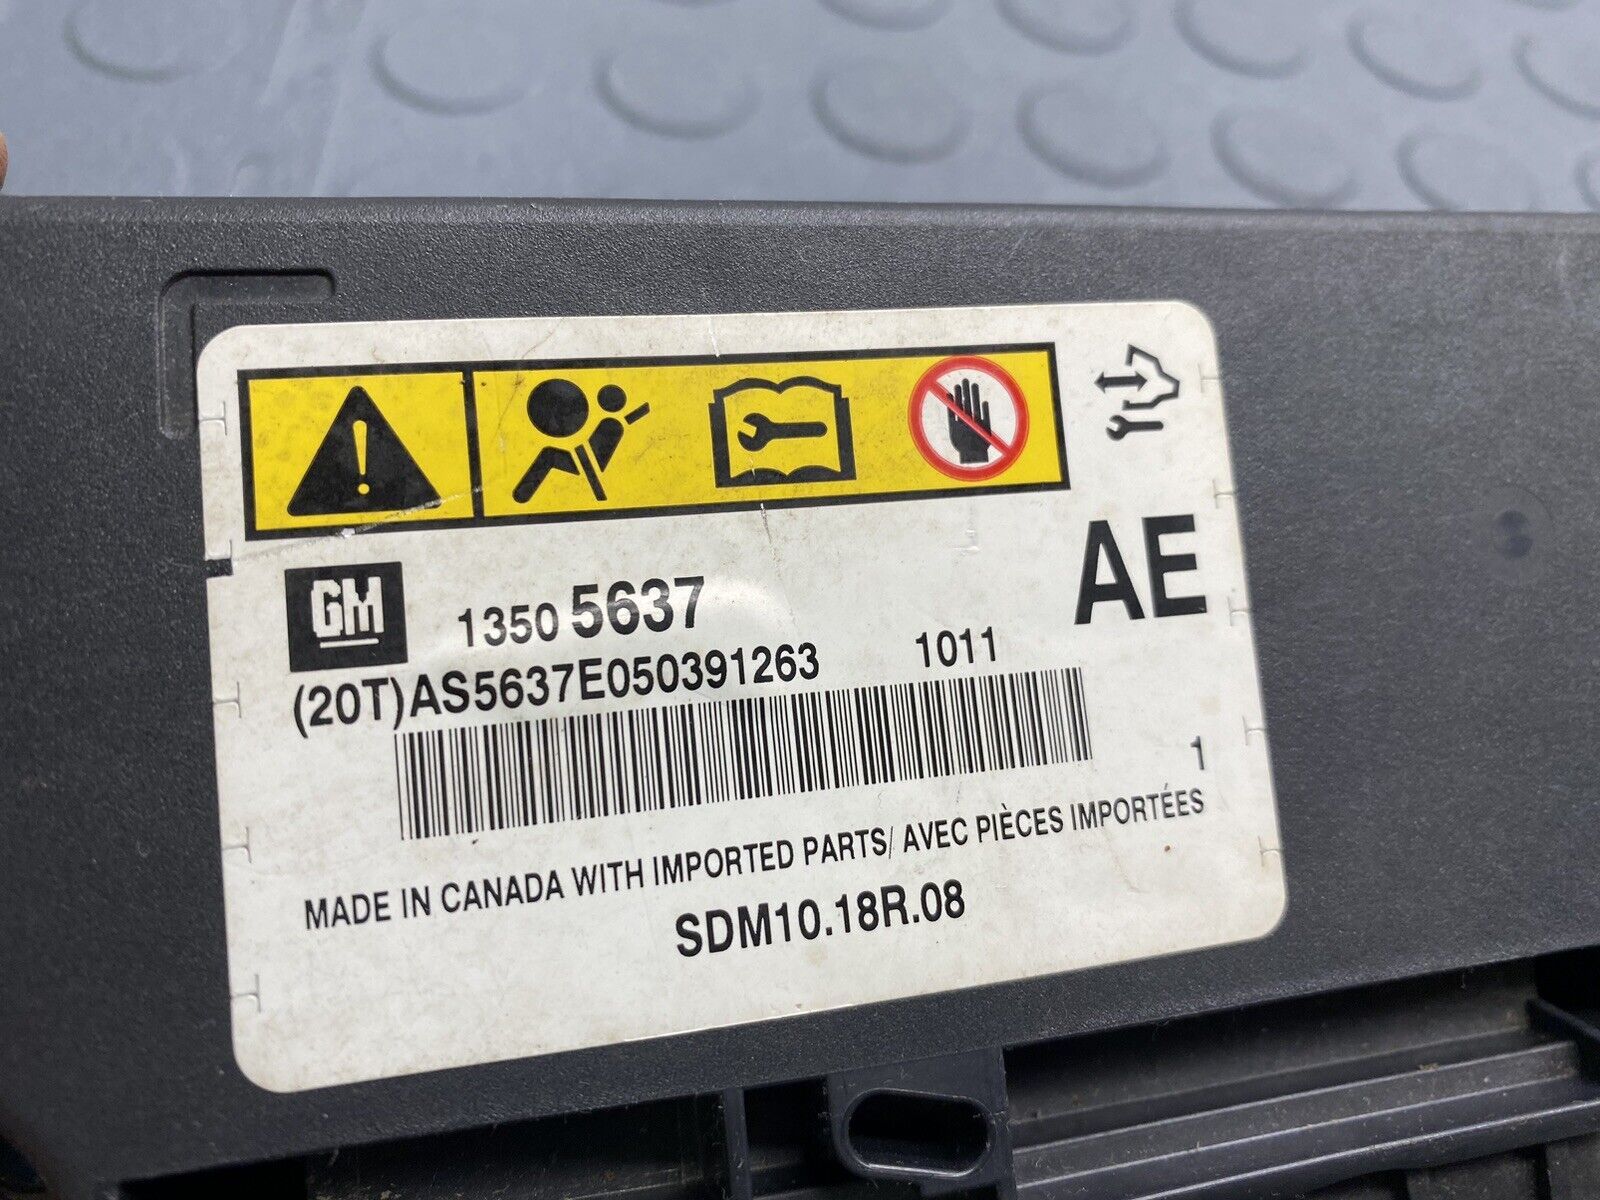 GM 1350 5637 AE
(20T)AS5637E050391263 1011
1
MADE IN CANADA WITH IMPORTED PARTS/ AVEC PIÈCES IMPORTÉES
SDM10.18R.08